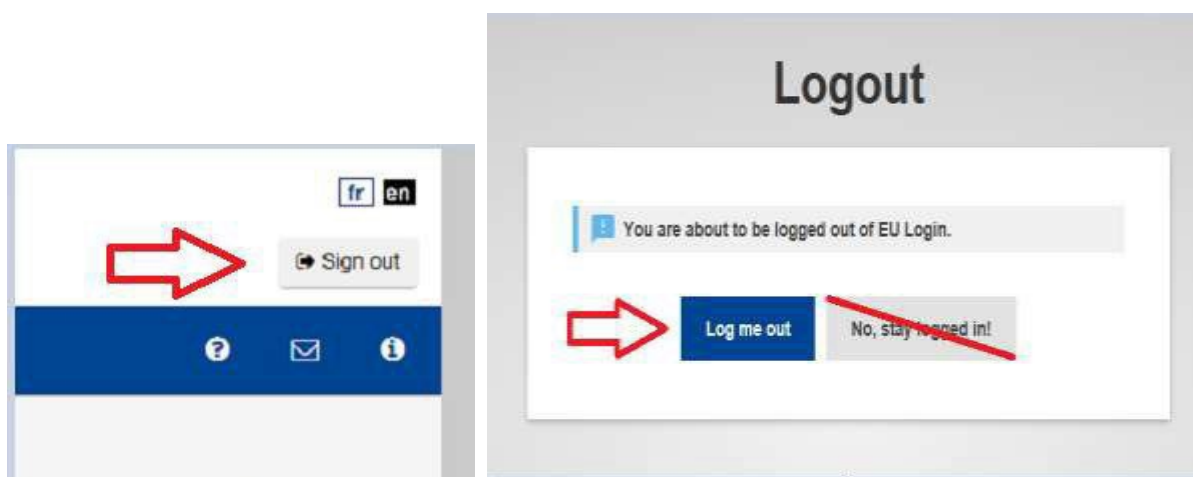 fr en
Sign out
Logout
You are about to be logged out of EU Login.
Log me out
No, stay logged in!